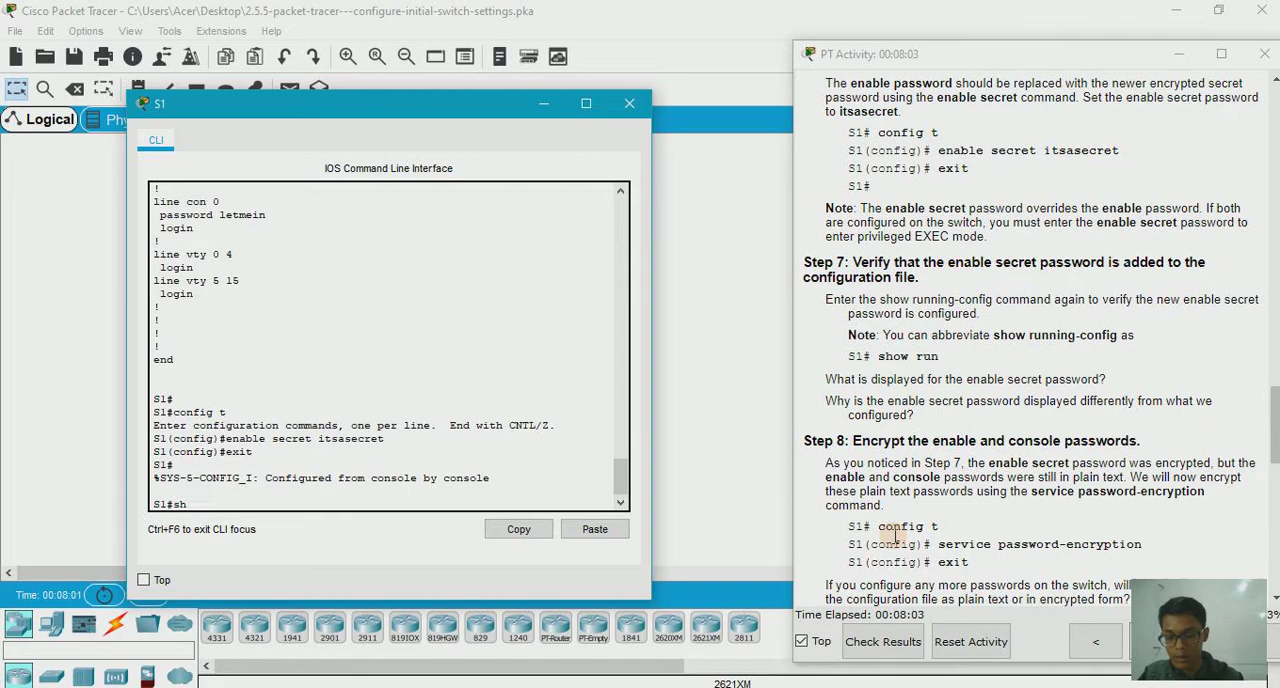 Cisco Packet Tracer - C:\Users\Acer\Desktop\2.5.5-packet-tracer---configure-initial-switch-settings.pka
File Edit Options View Tools Extensions Help
Logical
S1
CLI
IOS Command Line Interface
!
line con 0
password letmein
login
!
line vty 0 4
login
line vty 5 15
login
!
!
!
!
end
S1#
S1#config t
Enter configuration commands, one per line. End with CNTL/Z.
S1(config)#enable secret itsasecret
S1(config)#exit
S1#
%SYS-5-CONFIG_I: Configured from console by console
S1#sh
Ctrl+F6 to exit CLI focus
Copy
Paste
Top
Time: 00:08:01
4331 4321 1941 2901 2911 819IOX 819HGW 829 1240 PT-Router PT-Empty 1841 2620XM 2621XM 2811
2621XM
PT Activity: 00:08:03
The enable password should be replaced with the newer encrypted secret
password using the enable secret command. Set the enable secret password
to itsasecret.
S1# config t
S1(config)# enable secret itsasecret
S1(config)# exit
S1#
Note: The enable secret password overrides the enable password. If both
are configured on the switch, you must enter the enable secret password to
enter privileged EXEC mode.
Step 7: Verify that the enable secret password is added to the
configuration file.
Enter the show running-config command again to verify the new enable secret
password is configured.
Note: You can abbreviate show running-config as
S1# show run
What is displayed for the enable secret password?
Why is the enable secret password displayed differently from what we
configured?
Step 8: Encrypt the enable and console passwords.
As you noticed in Step 7, the enable secret password was encrypted, but the
enable and console passwords were still in plain text. We will now encrypt
these plain text passwords using the service password-encryption
command.
S1# config t
S1(config)# service password-encryption
S1(config)# exit
If you configure any more passwords on the switch, will
the configuration file as plain text or in encrypted form?
Time Elapsed: 00:08:03
Top
Check Results
Reset Activity
<